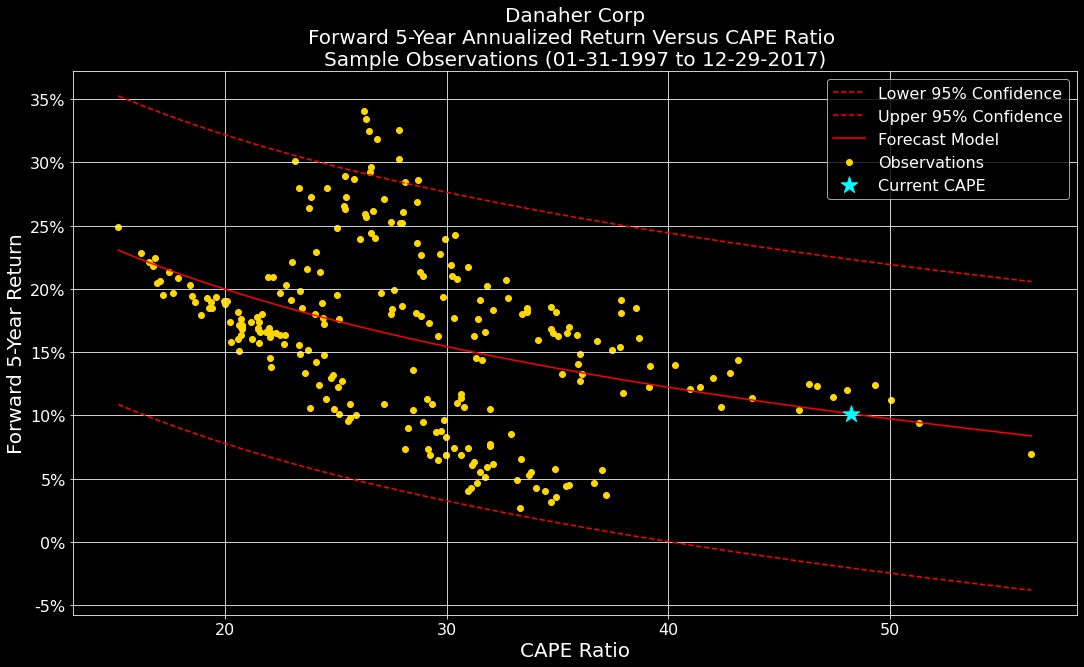 Danaher Corp
Forward 5-Year Annualized Return Versus CAPE Ratio
Sample Observations (01-31-1997 to 12-29-2017)
Lower 95% Confidence
Upper 95% Confidence
Forecast Model
Observations
Current CAPE
Forward 5-Year Return
35%
30%
25%
20%
15%
10%
5%
0%
-5%
20
30
40
50
CAPE Ratio